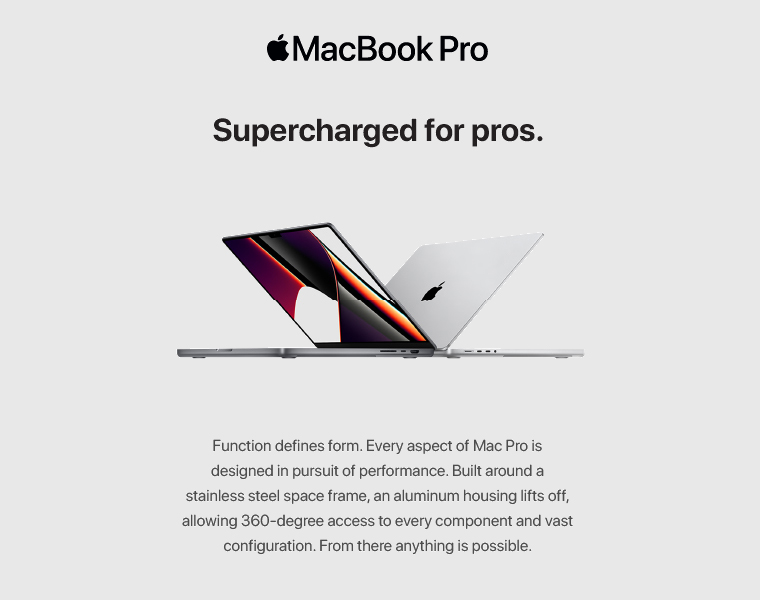 MacBook Pro
Supercharged for pros.
Function defines form. Every aspect of Mac Pro is
designed in pursuit of performance. Built around a
stainless steel space frame, an aluminum housing lifts off,
allowing 360-degree access to every component and vast
configuration. From there anything is possible.